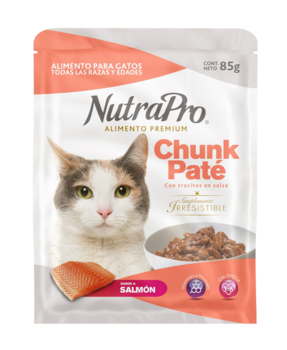 ALIMENTO PARA GATOS
TODAS LAS RAZAS Y EDADES
CONT. NETO 85g
NutraPro®
ALIMENTO PREMIUM
Chunk
Paté
Con trocitos en salsa
Simplemente
IRRESISTIBLE
SABOR A
SALMÓN